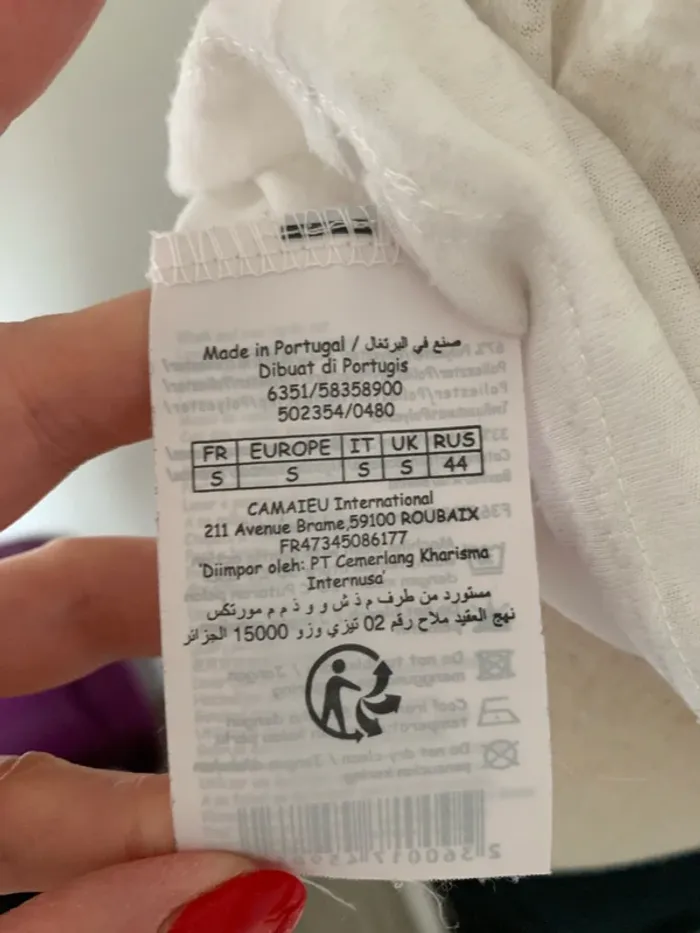 Made in Portugal / صنع في البرتغال
Dibuat di Portugis
6351/58358900
502354/0480
FR EUROPE IT UK RUS
S S S S 44
CAMAIEU International
211 Avenue Brame,59100 ROUBAIX
FR47345086177
'Diimpor oleh: PT Cemerlang Kharisma
Internusa'
مستورد من طرف م ذ ش و و ذ م م مورتكس
نهج العقيد ملاح رقم 02 تيزي وزو 15000 الجزائر